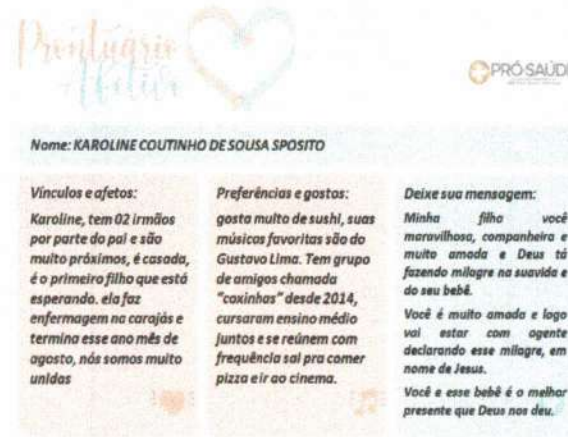 Prontuário
Afetivo
PRÓ-SAÚDE
Nome: KAROLINE COUTINHO DE SOUSA SPOSITO
Vínculos e afetos:
Karoline, tem 02 irmãos
por parte do pai e são
muito próximos, é casada,
é o primeiro filho que está
esperando. ela faz
enfermagem na carajás e
termina esse ano mês de
agosto, nós somos muito
unidas
Preferências e gostos:
gosta muito de sushi, suas
músicas favoritas são do
Gustavo Lima. Tem grupo
de amigos chamada
"coxinhas" desde 2014,
cursaram ensino médio
juntos e se reúnem com
frequência sai pra comer
pizza e ir ao cinema.
Deixe sua mensagem:
Minha filha você
maravilhosa, companheira e
muito amada e Deus tá
fazendo milagre na suavida e
do seu bebê.
Você é muito amada e logo
vai estar com agente
declarando esse milagre, em
nome de Jesus.
Você e esse bebê é o melhor
presente que Deus nos deu.